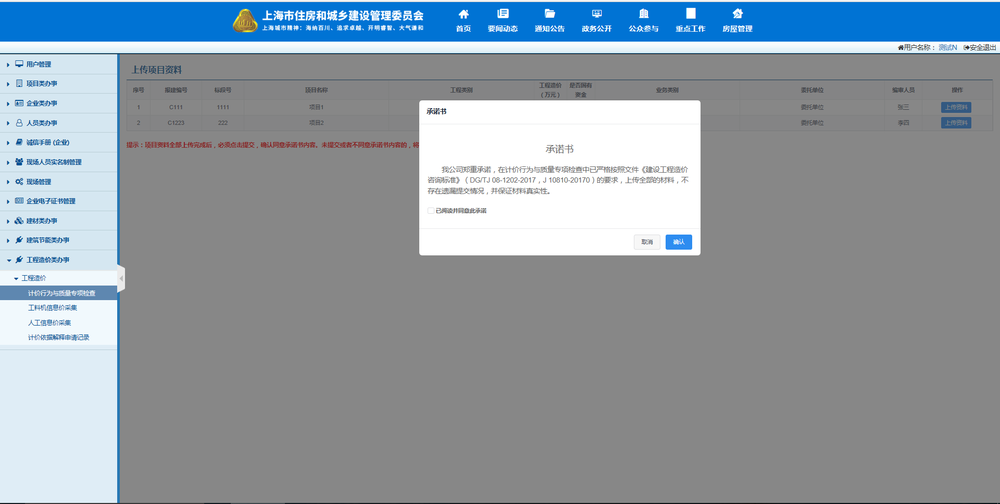 上海市住房和城乡建设管理委员会
上海城市精神：海纳百川、追求卓越、开明睿智、大气谦和
首页 要闻动态 通知公告 政务公开 公众参与 重点工作 房屋管理
用户名称： 测试N 安全退出
用户管理
项目类办事
企业类办事
人员类办事
诚信手册 (企业)
现场人员实名制管理
现场管理
企业电子证书管理
建材类办事
建筑节能类办事
工程造价类办事
工程造价
计价行为与质量专项检查
工料机信息价采集
人工信息价采集
计价依据解释申请记录
上传项目资料
序号 报建编号 标段号 项目名称 工程类别 工程造价（万元） 是否国有资金 业务类别 委托单位 编审人员 操作
1 C111 1111 项目1 委托单位 张三 上传资料
2 C1223 222 项目2 委托单位 李四 上传资料
提示：项目资料全部上传完成后，必须点击提交，确认同意承诺书内容。未提交或者不同意承诺书内容的，将
承诺书
承诺书
我公司郑重承诺，在计价行为与质量专项检查中已严格按照文件《建设工程造价
咨询标准》（DG/TJ 08-1202-2017，J 10810-20170）的要求，上传全部的材料，不
存在遗漏提交情况，并保证材料真实性。
已阅读并同意此承诺
取消 确认